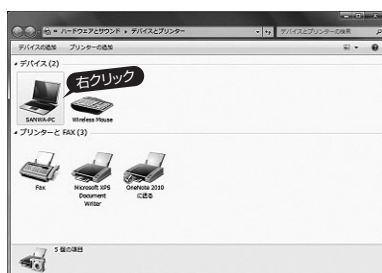 ハードウェアとサウンド ▸ デバイスとプリンター
デバイスとプリンターの検索
デバイスの追加 プリンターの追加
デバイス (2)
右クリック
SANWA-PC
Wireless Mouse
プリンターと FAX (3)
Fax
Microsoft XPS Document Writer
OneNote 2010 に送る
5 個の項目